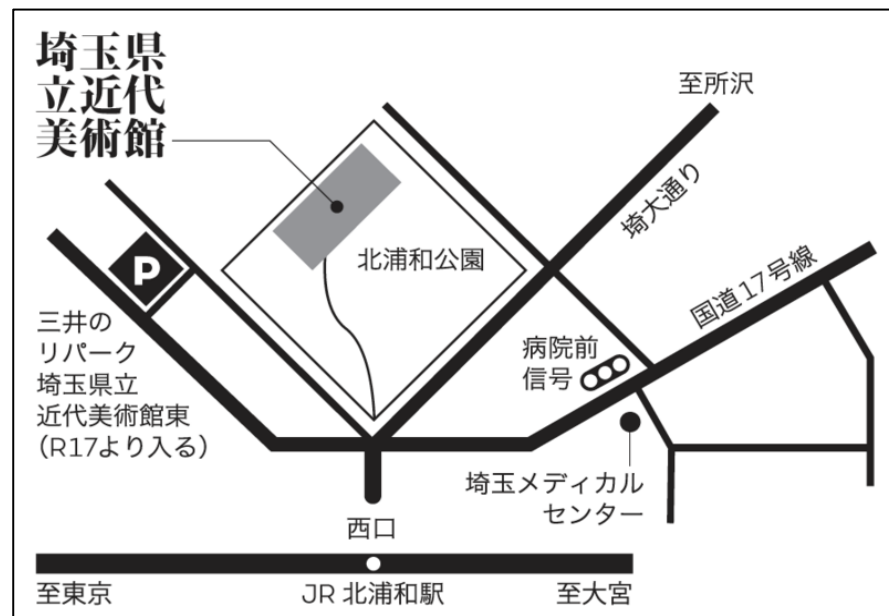 埼玉県
立近代
美術館
至所沢
埼大通り
北浦和公園
国道17号線
P
三井の
リパーク
埼玉県立
近代美術館東
（R17より入る）
病院前
信号
埼玉メディカル
センター
西口
至東京
JR 北浦和駅
至大宮